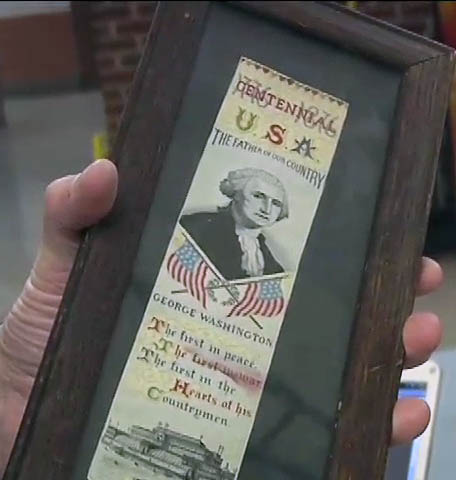 CENTENNIAL
U. S. A.
THE FATHER OF OUR COUNTRY
GEORGE WASHINGTON
The first in peace.
The first in war
The first in the
Hearts of his
Countrymen